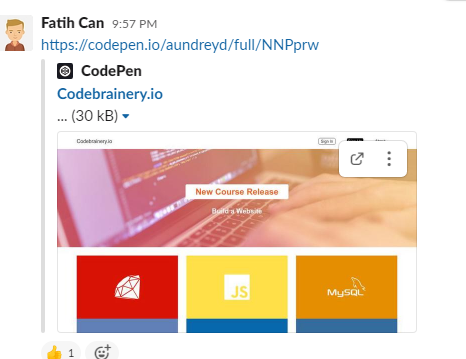 Fatih Can 9:57 PM
https://codepen.io/aundreyd/full/NNPprw
CodePen
Codebrainery.io
... (30 kB)
Codebrainery.io
Sign In
New Course Release
Build a Website
JS
MySQL
1